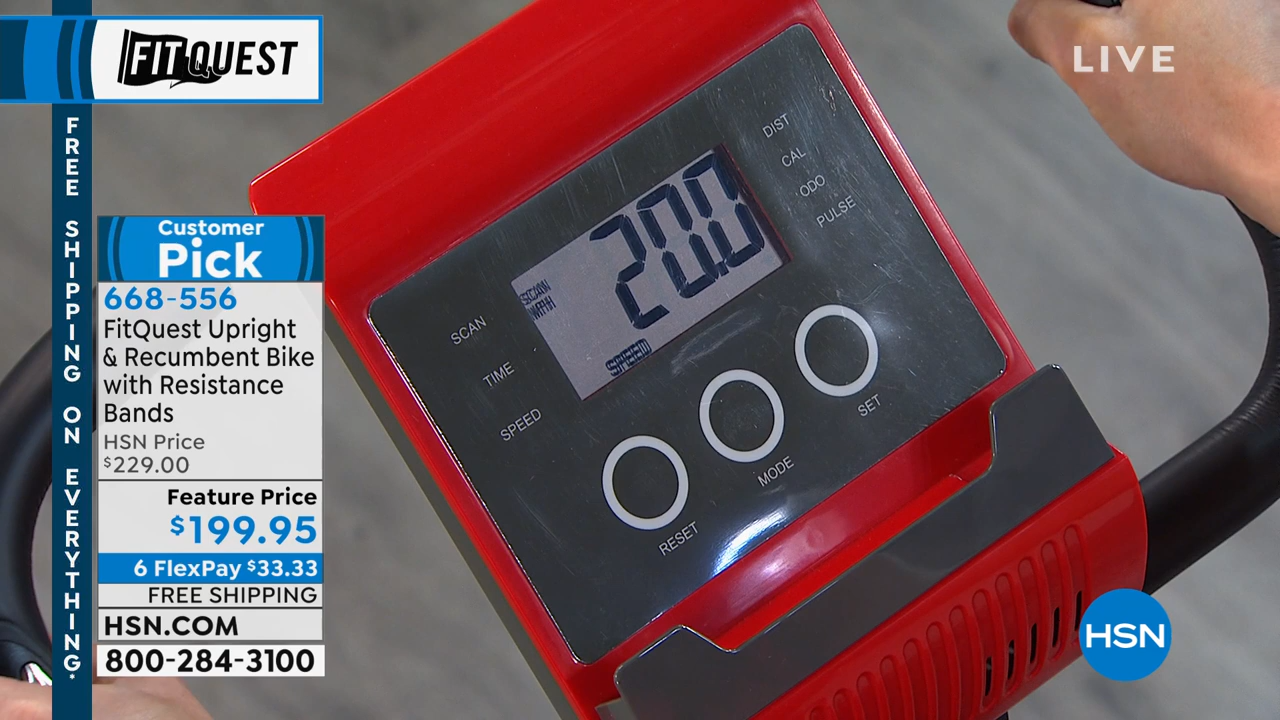 FITQUEST
LIVE
FREE SHIPPING ON EVERYTHING*
Customer
Pick
668-556
FitQuest Upright
& Recumbent Bike
with Resistance
Bands
HSN Price
$229.00
Feature Price
$199.95
6 FlexPay $33.33
FREE SHIPPING
HSN.COM
800-284-3100
DIST
CAL
ODO
PULSE
20.0
SCAN
SCAN
TIME
SPEED
SET
MODE
RESET
HSN